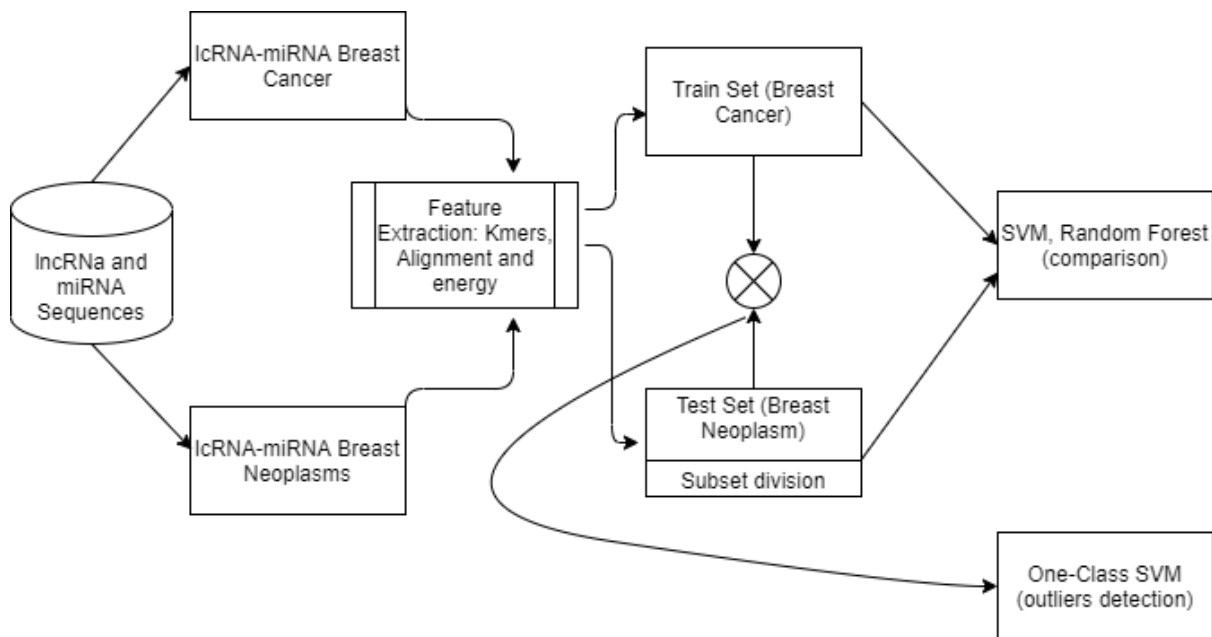 lcRNA-miRNA Breast
Cancer
Train Set (Breast
Cancer)
lncRNa and
miRNA
Sequences
Feature
Extraction: Kmers,
Alignment and
energy
SVM, Random Forest
(comparison)
lcRNA-miRNA Breast
Neoplasms
Test Set (Breast
Neoplasm)
Subset division
One-Class SVM
(outliers detection)